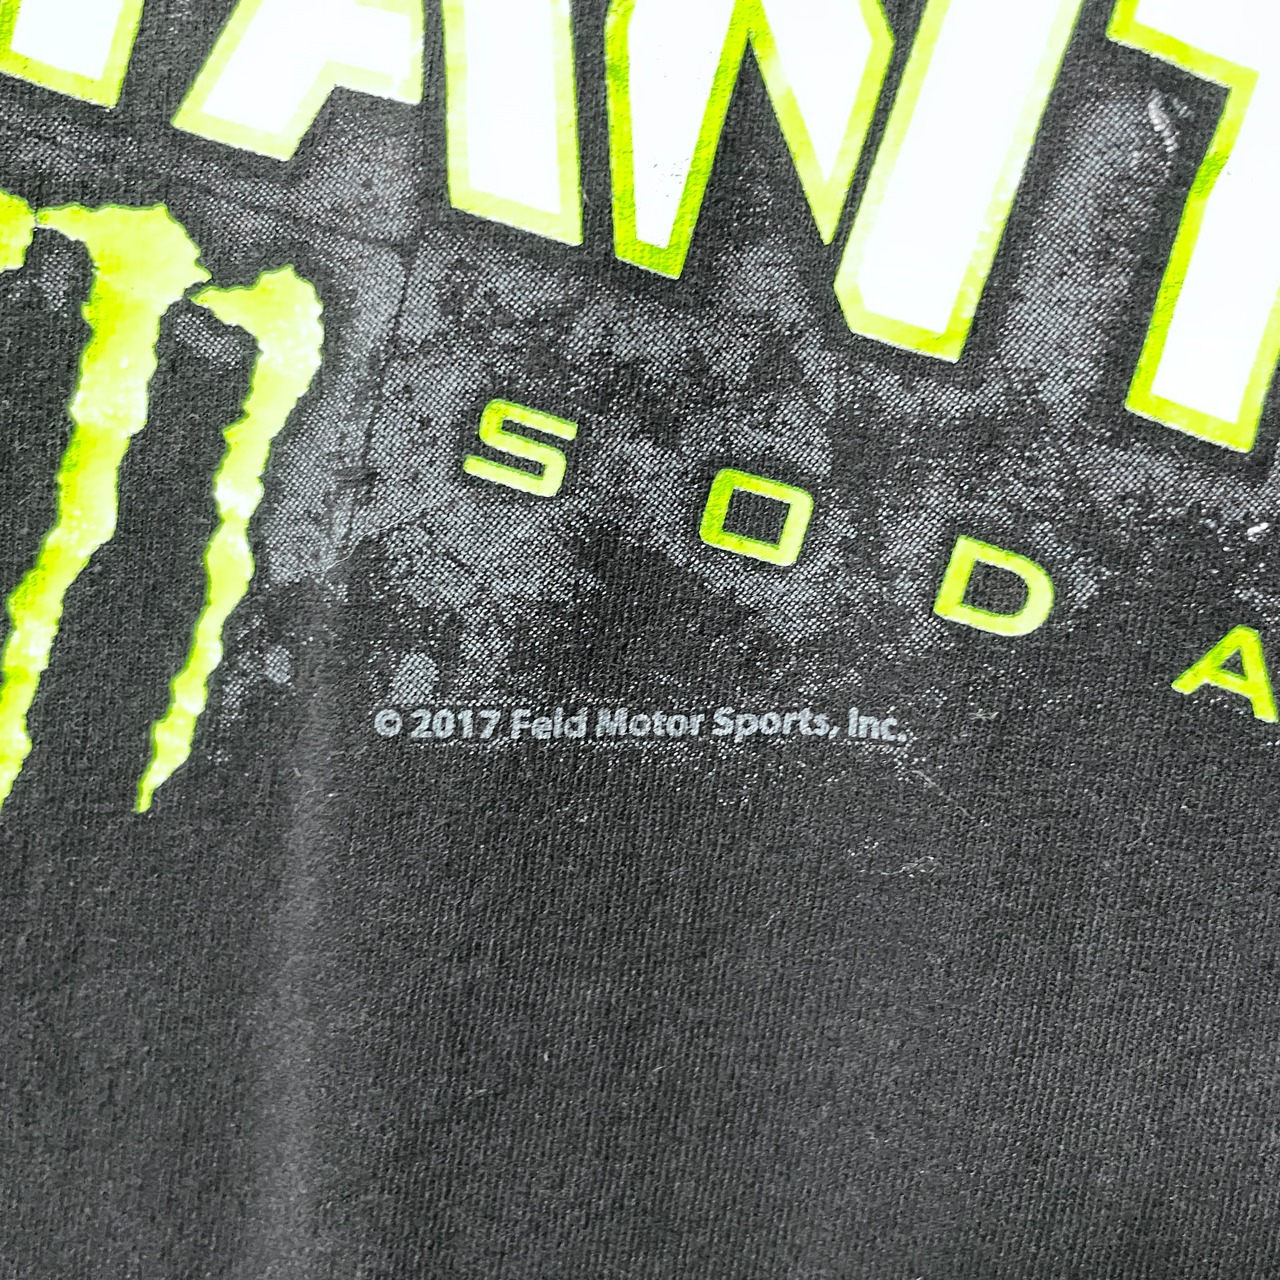 SODA
© 2017 Feld Motor Sports, Inc.